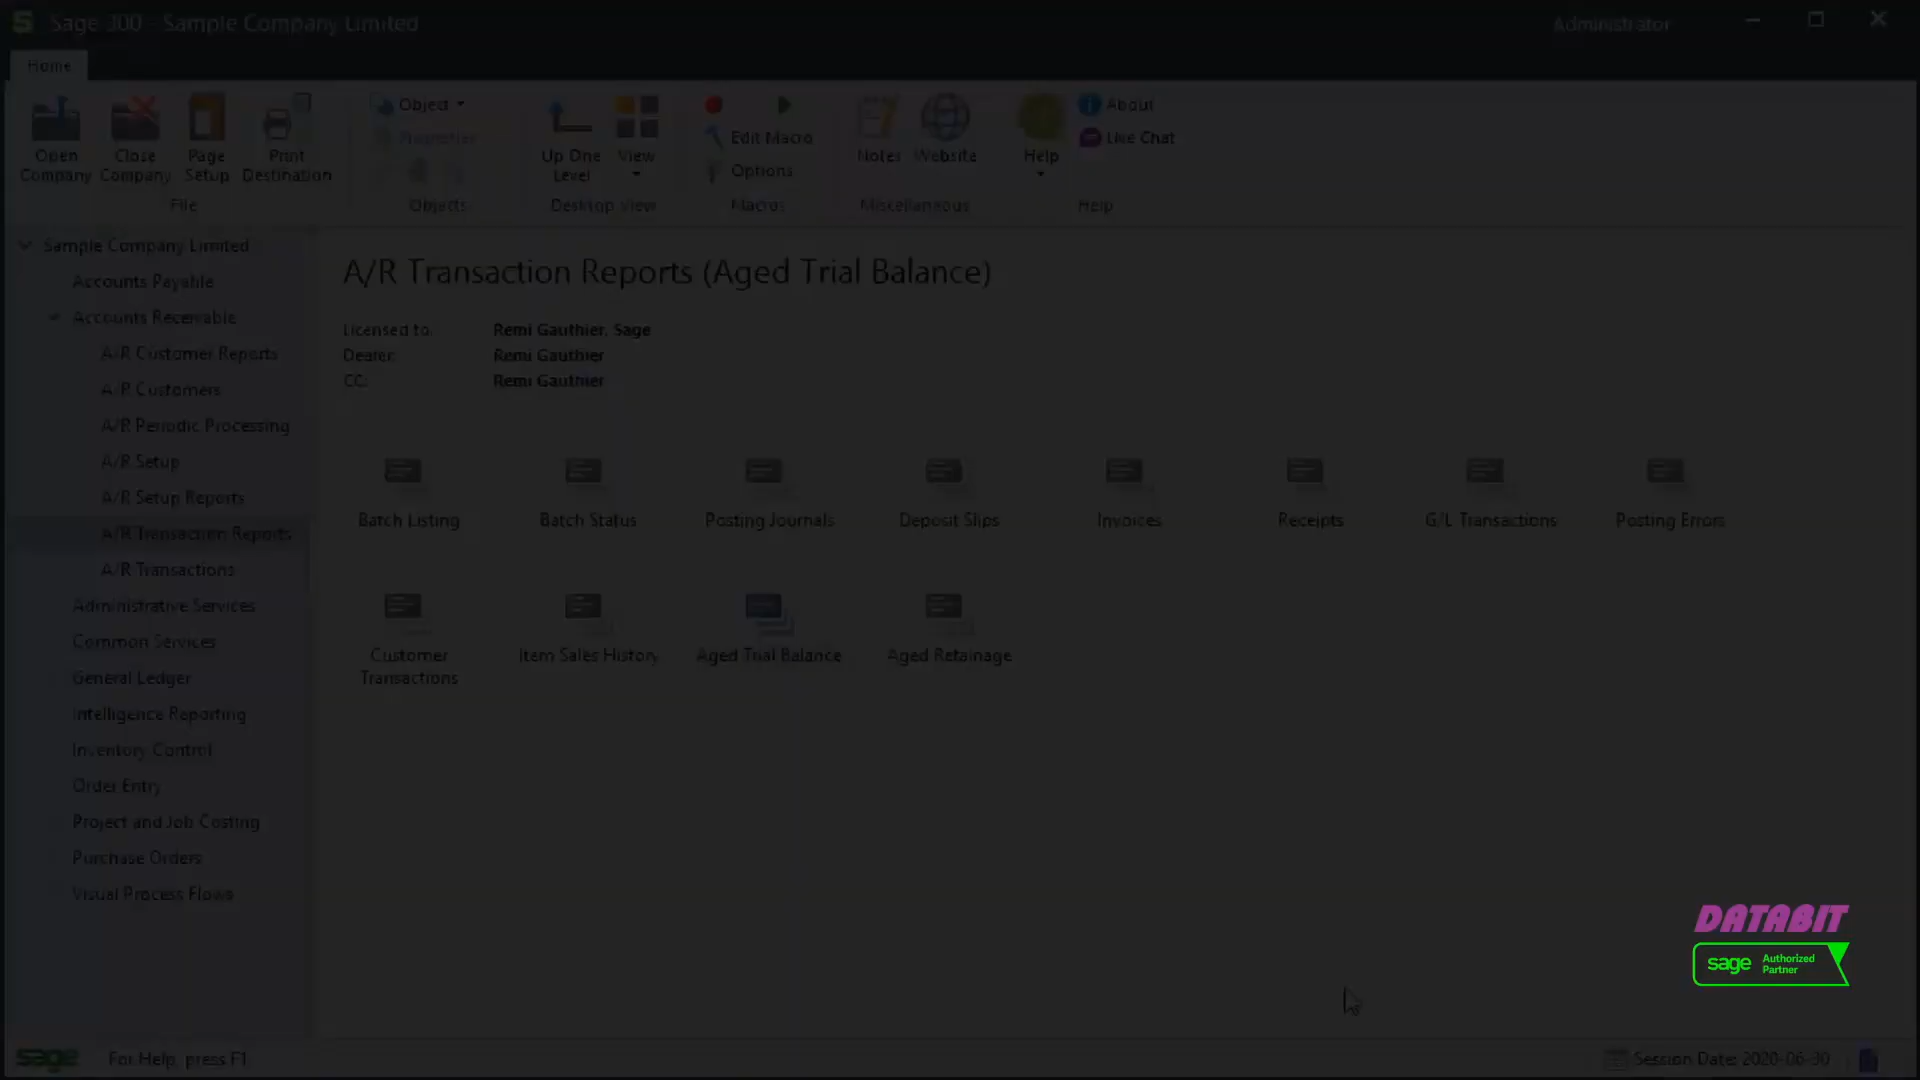 Sage 300 - Sample Company Limited
Administrator
Home
Open Company
Close Company
Page Setup
Print Destination
File
Object
Properties
Objects
Up One Level
View
Desktop View
Edit Macro
Options
Macros
Notes
Website
Miscellaneous
Help
About
Live Chat
Help
Sample Company Limited
Accounts Payable
Accounts Receivable
A/R Customer Reports
A/R Customers
A/R Periodic Processing
A/R Setup
A/R Setup Reports
A/R Transaction Reports
A/R Transactions
Administrative Services
Common Services
General Ledger
Intelligence Reporting
Inventory Control
Order Entry
Project and Job Costing
Purchase Orders
Visual Process Flows
A/R Transaction Reports (Aged Trial Balance)
Licensed to: Remi Gauthier, Sage
Dealer: Remi Gauthier
CC: Remi Gauthier
Batch Listing
Batch Status
Posting Journals
Deposit Slips
Invoices
Receipts
G/L Transactions
Posting Errors
Customer
Transactions
Item Sales History
Aged Trial Balance
Aged Retainage
DATABIT
sage Authorized
Partner
sage
For Help, press F1
Session Date: 2020-06-30